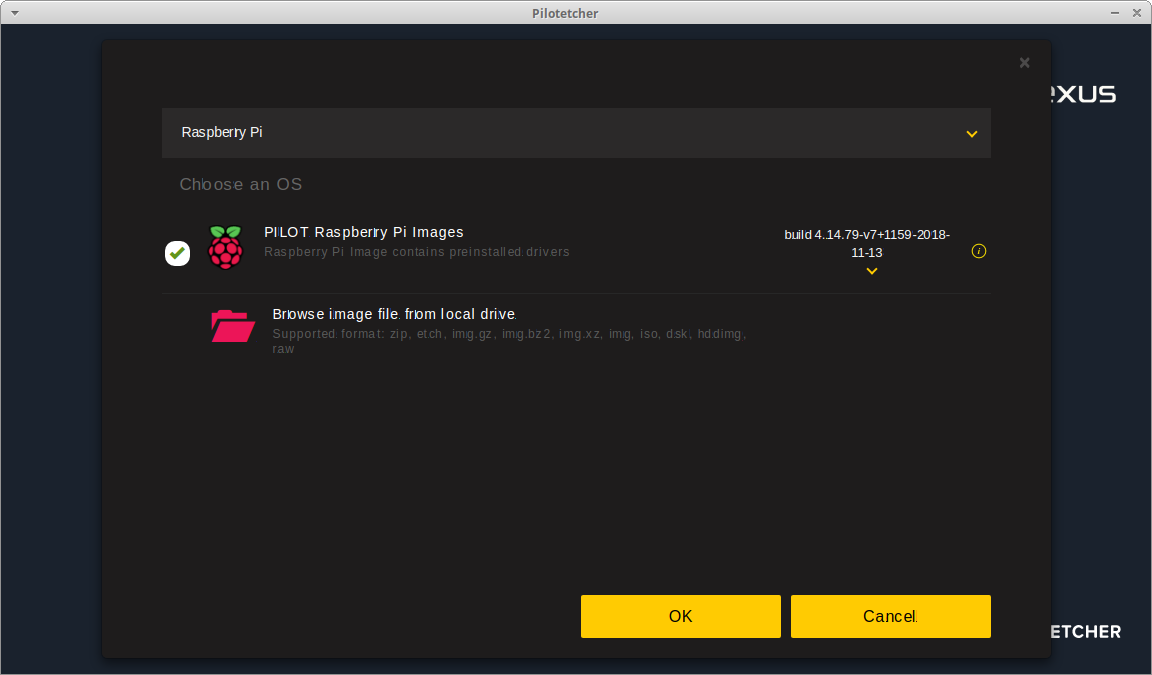 Pilotetcher
exus
Raspberry Pi
Choose an OS
PILOT Raspberry Pi Images
Raspberry Pi Image contains preinstalled drivers
build 4.14.79-v7+1159-2018-
11-13
Browse image file from local drive
Supported format: zip, etch, img.gz, img.bz2, img.xz, img, iso, dsk, hddimg,
raw
OK
Cancel
ETCHER